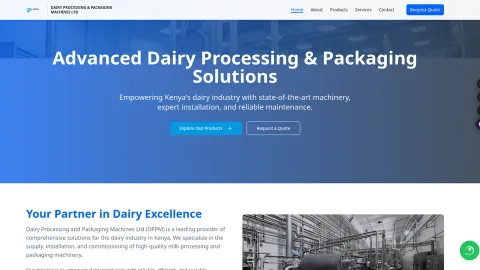 DAIRY PROCESSING & PACKAGING
MACHINES LTD
Home About Products Services Contact Request Quote
Advanced Dairy Processing & Packaging
Solutions
Empowering Kenya's dairy industry with state-of-the-art machinery,
expert installation, and reliable maintenance.
Explore Our Products → Request a Quote
Your Partner in Dairy Excellence
Dairy Processing and Packaging Machines Ltd (DPPM) is a leading provider of
comprehensive solutions for the dairy industry in Kenya. We specialize in the
supply, installation, and commissioning of high-quality milk processing and
packaging machinery.